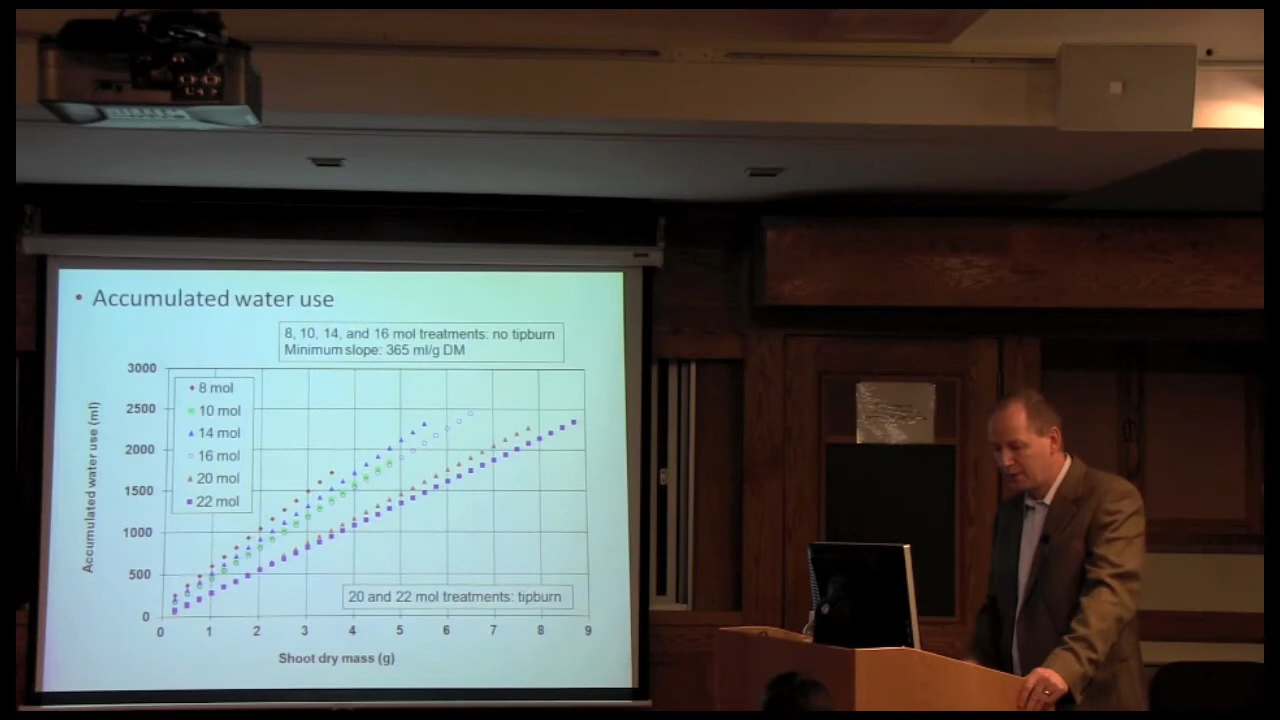 • Accumulated water use
8, 10, 14, and 16 mol treatments: no tipburn
Minimum slope: 365 ml/g DM
3000
2500
2000
1500
1000
500
0
Accumulated water use (ml)
8 mol
10 mol
14 mol
16 mol
20 mol
22 mol
20 and 22 mol treatments: tipburn
0 1 2 3 4 5 6 7 8 9
Shoot dry mass (g)